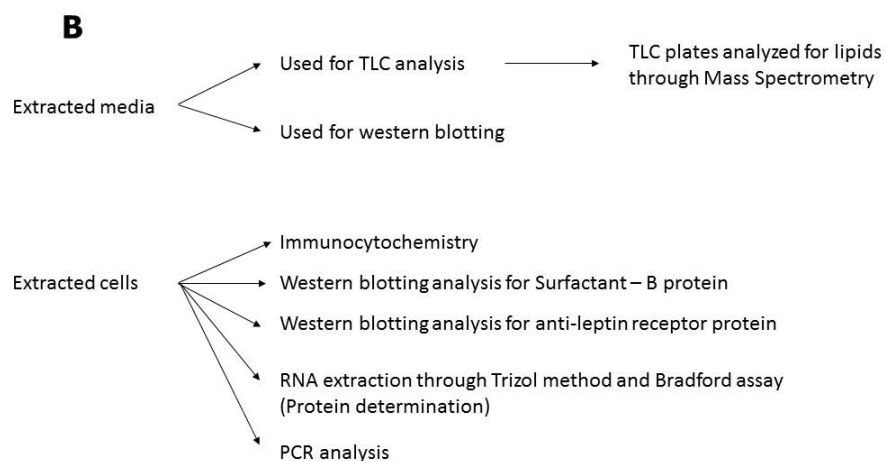 B
Extracted media
Used for TLC analysis
TLC plates analyzed for lipids
through Mass Spectrometry
Used for western blotting
Extracted cells
Immunocytochemistry
Western blotting analysis for Surfactant – B protein
Western blotting analysis for anti-leptin receptor protein
RNA extraction through Trizol method and Bradford assay
(Protein determination)
PCR analysis